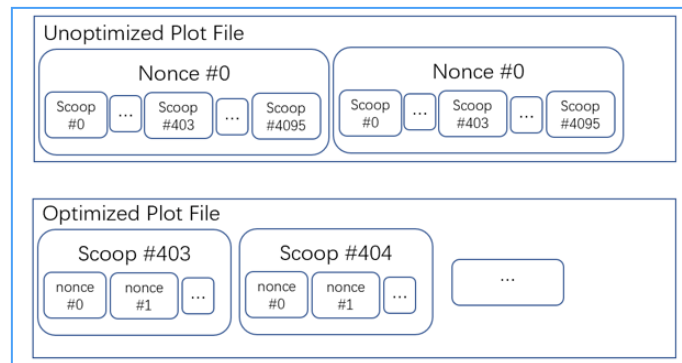 Unoptimized Plot File
Nonce #0
Scoop
#0
...
Scoop
#403
...
Scoop
#4095
Nonce #0
Scoop
#0
...
Scoop
#403
...
Scoop
#4095
Optimized Plot File
Scoop #403
nonce
#0
nonce
#1
...
Scoop #404
nonce
#0
nonce
#1
...
...